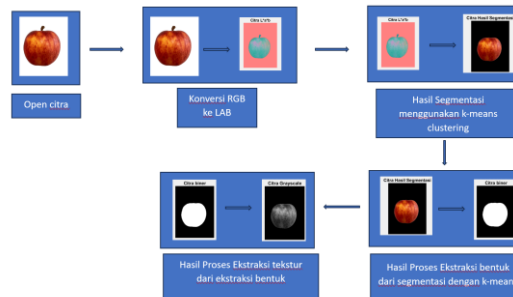 Citra L*a*b
Citra L*a*b
Citra Hasil Segmentasi
Open citra
Konversi RGB
ke LAB
Hasil Segmentasi
menggunakan k-means
clustering
Citra biner
Citra Grayscale
Citra Hasil Segmentasi
Citra biner
Hasil Proses Ekstraksi tekstur
dari ekstraksi bentuk
Hasil Proses Ekstraksi bentuk
dari segmentasi dengan k-mean